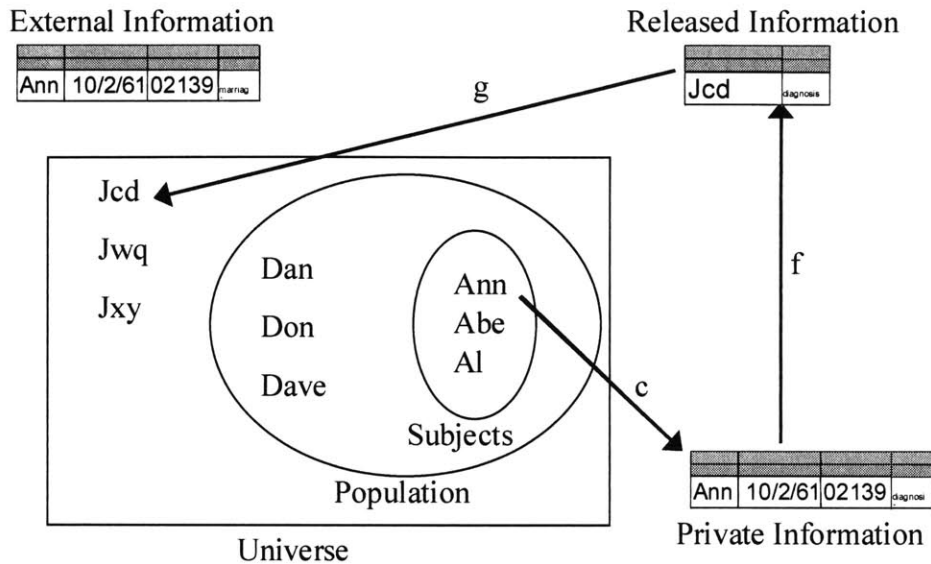 External Information
Released Information
Ann 10/2/61 02139 marriag
Jcd diagnosis
g
Jcd
Jwq
Jxy
Dan
Don
Dave
Ann
Abe
Al
f
c
Subjects
Population
Ann 10/2/61 02139 diagnosi
Universe
Private Information